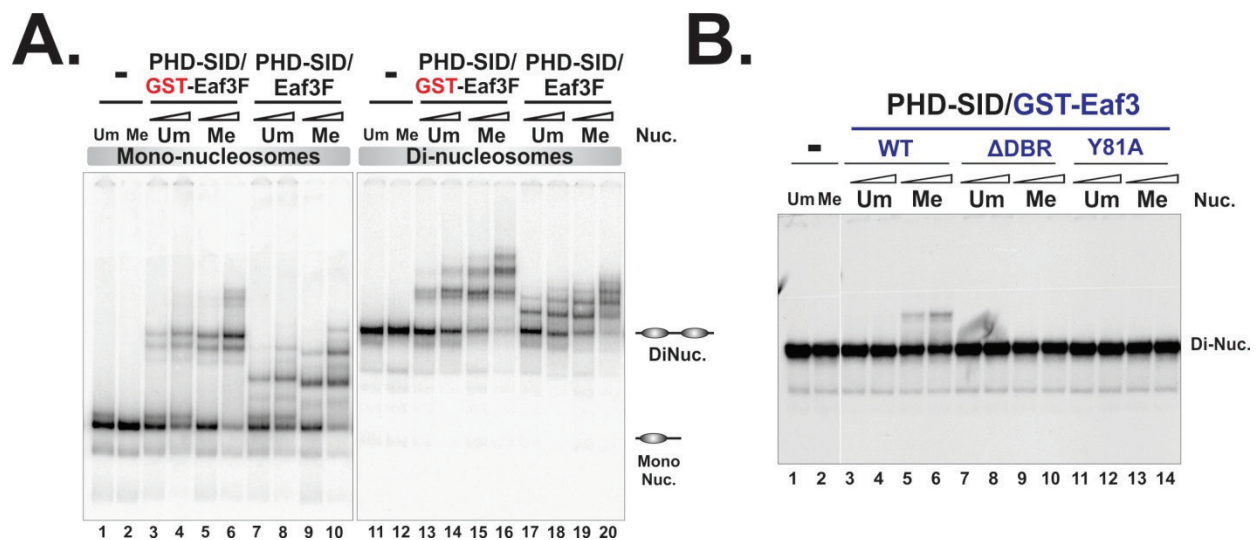 A.
PHD-SID/ PHD-SID/
- GST-Eaf3F Eaf3F
Um Me Um Me Um Me
Mono-nucleosomes
PHD-SID/ PHD-SID/
- GST-Eaf3F Eaf3F
Um Me Um Me Um Me Nuc.
Di-nucleosomes
DiNuc.
Mono
Nuc.
1 2 3 4 5 6 7 8 9 10
11 12 13 14 15 16 17 18 19 20
B.
PHD-SID/GST-Eaf3
- WT ΔDBR Y81A
Um Me Um Me Um Me Um Me Nuc.
Di-Nuc.
1 2 3 4 5 6 7 8 9 10 11 12 13 14